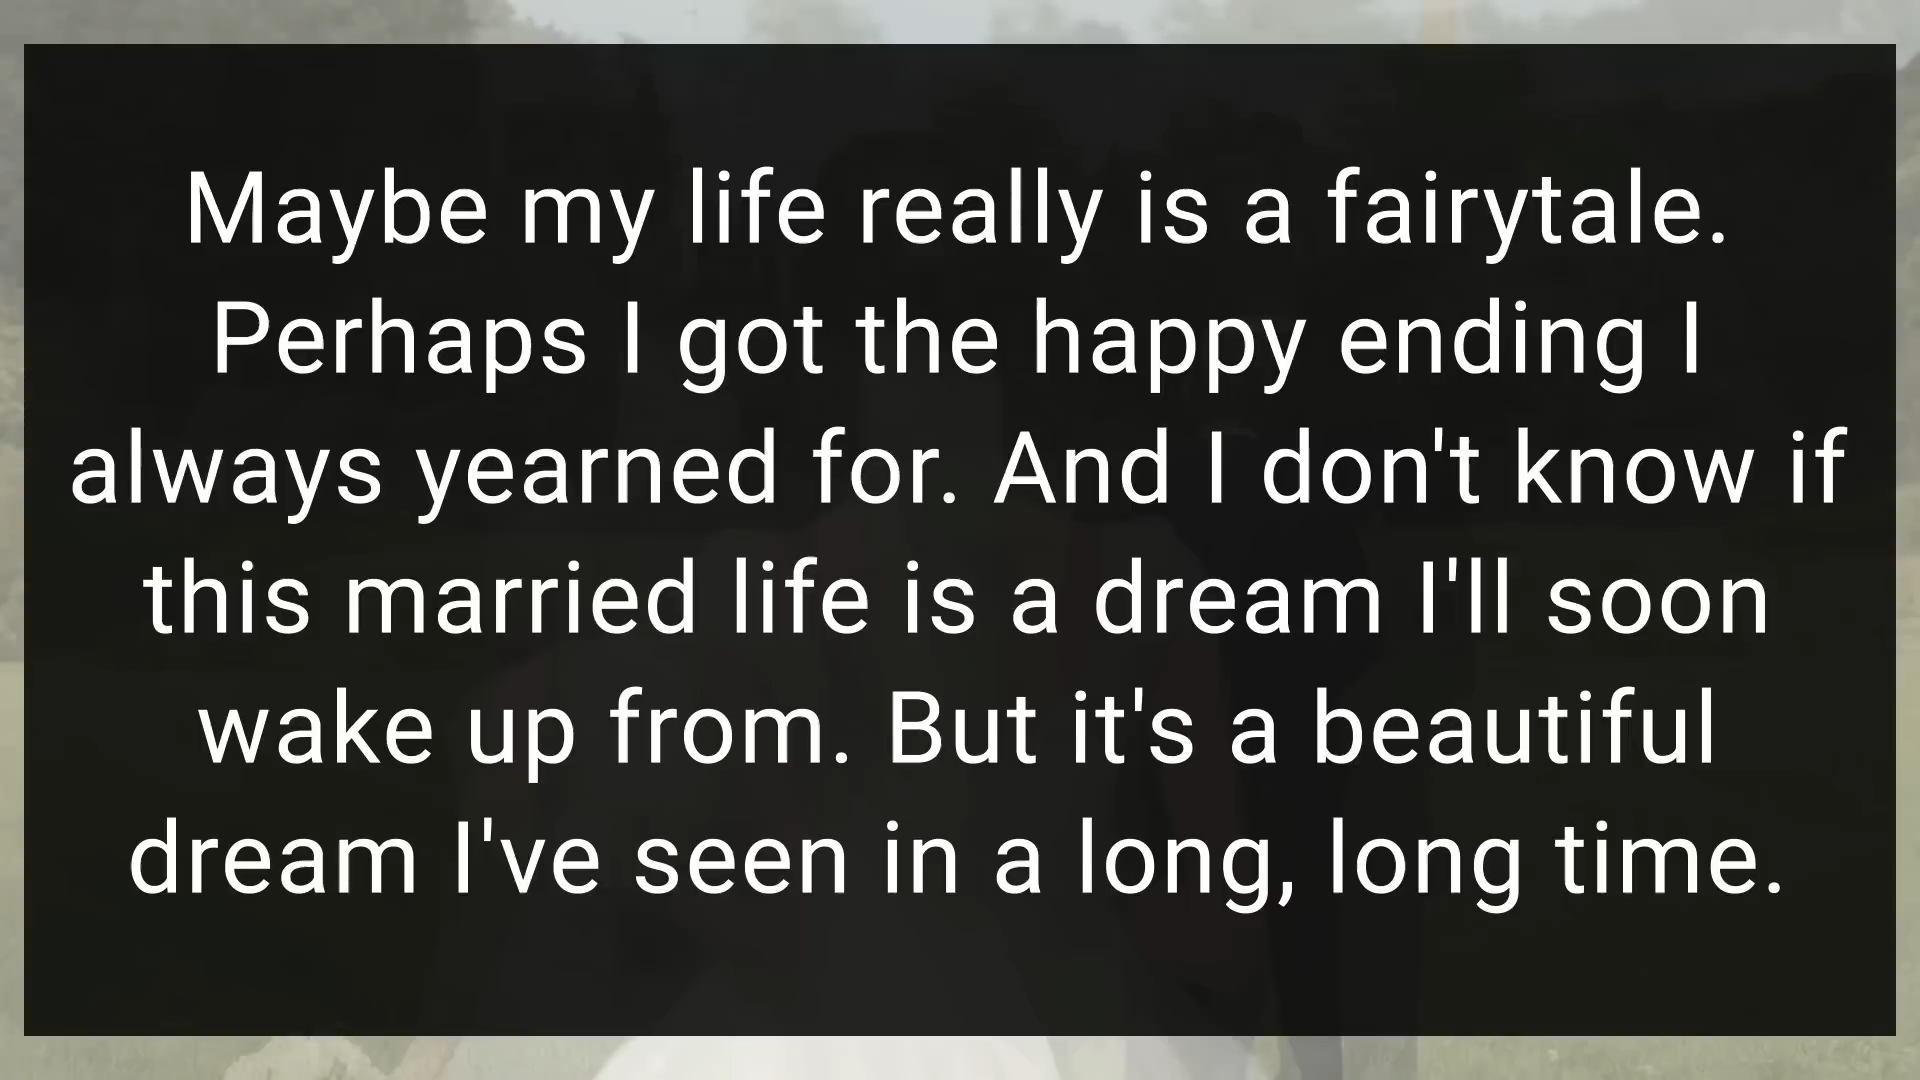 Maybe my life really is a fairytale.
Perhaps I got the happy ending I
always yearned for. And I don't know if
this married life is a dream I'll soon
wake up from. But it's a beautiful
dream I've seen in a long, long time.